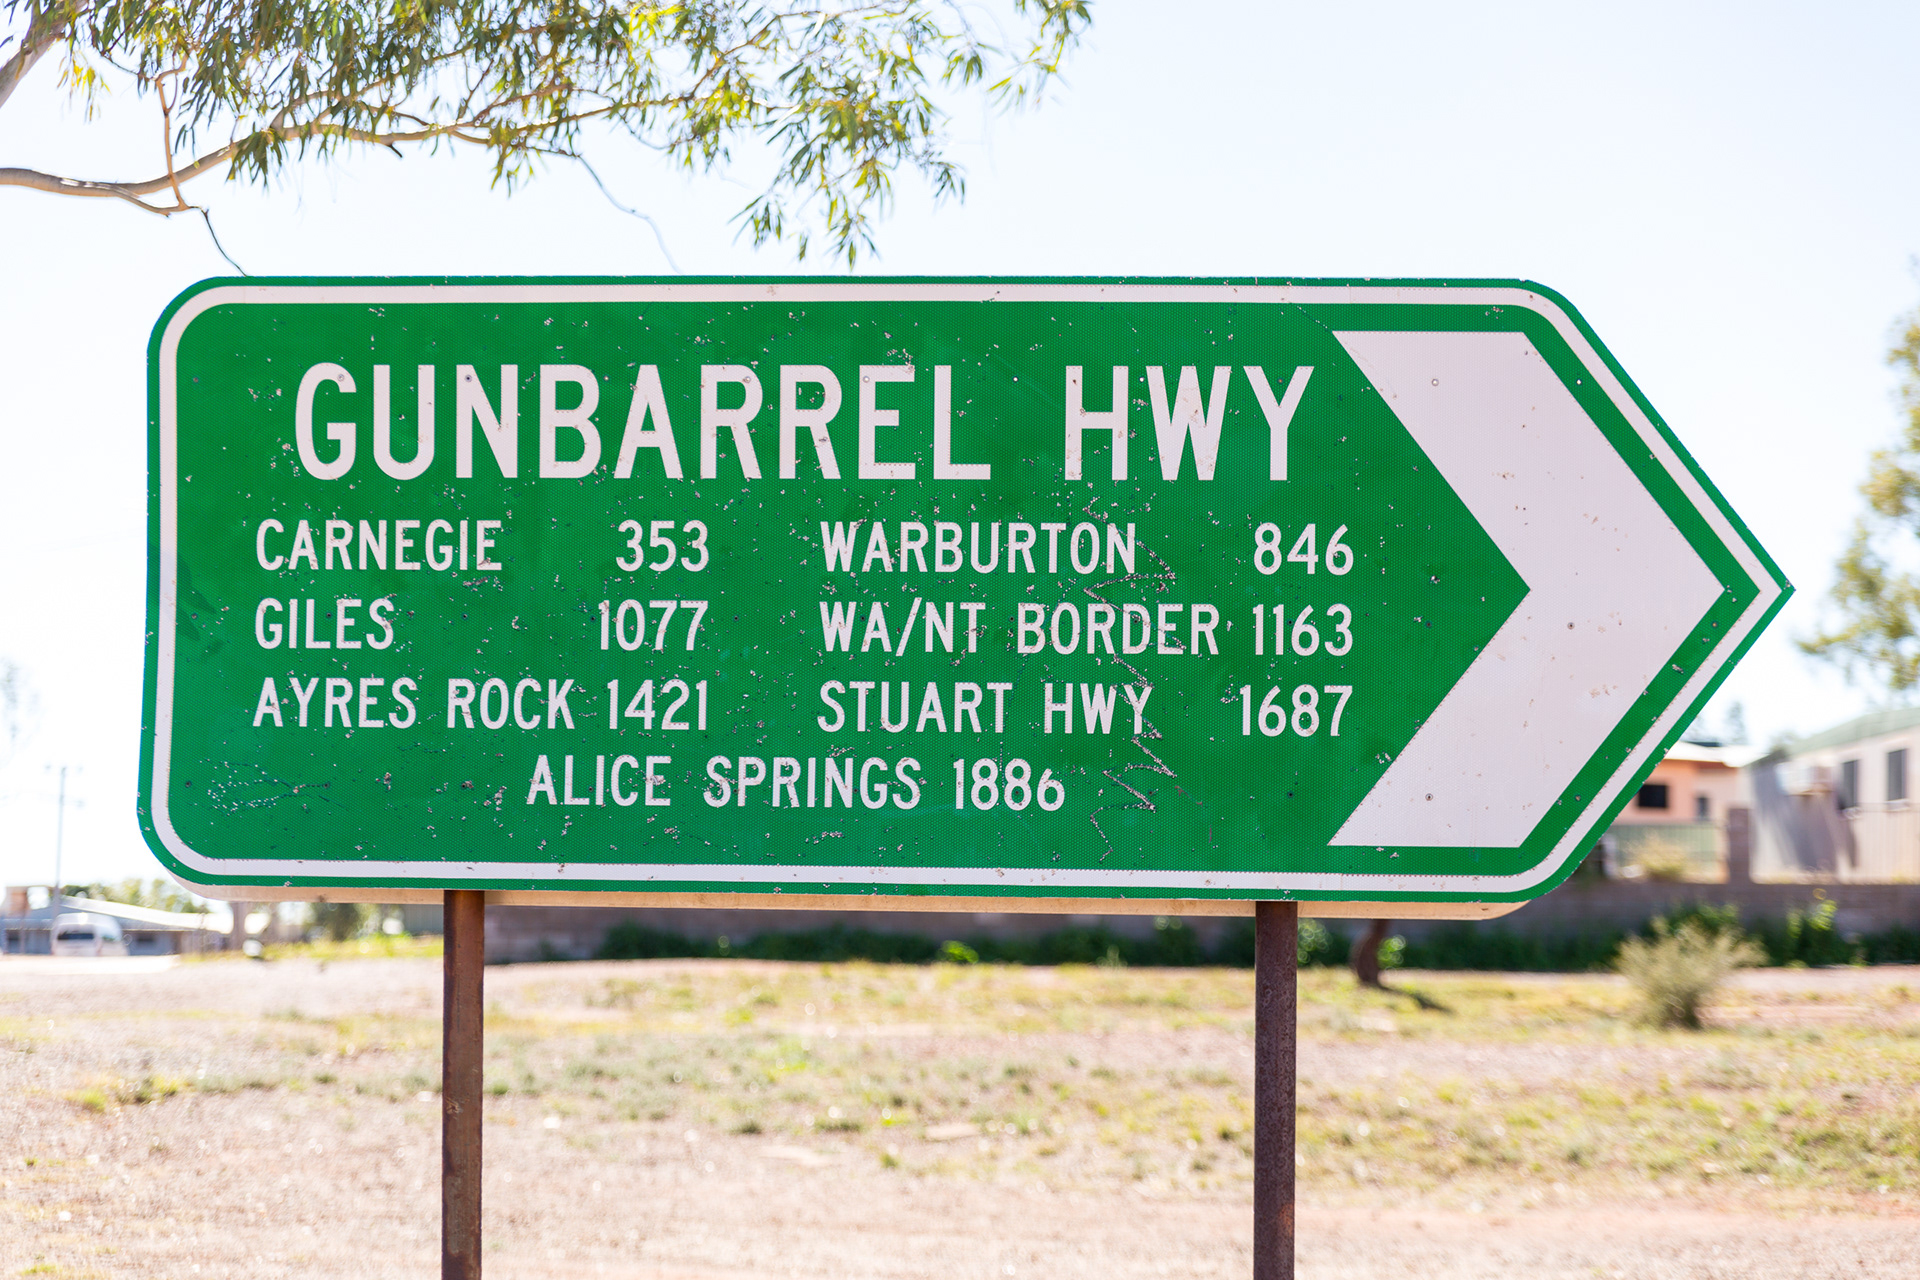 GUNBARREL HWY
CARNEGIE 353 WARBURTON 846
GILES 1077 WA/NT BORDER 1163
AYRES ROCK 1421 STUART HWY 1687
ALICE SPRINGS 1886